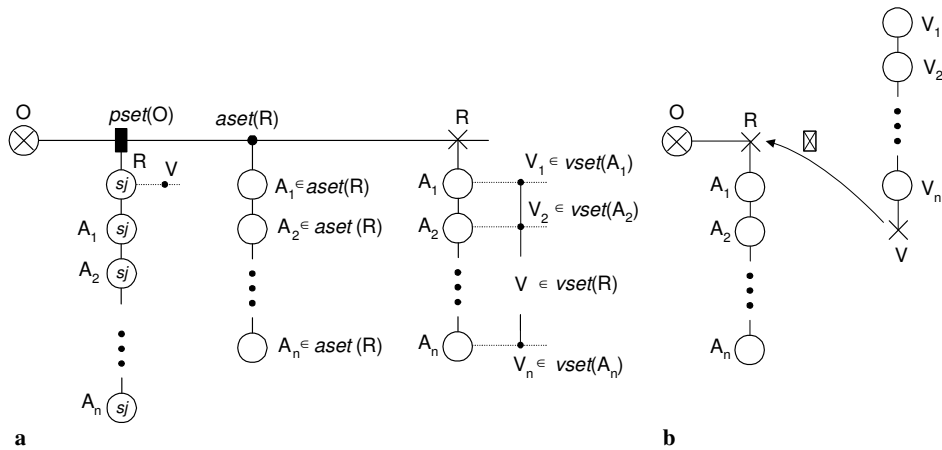 O
pset(O)
aset(R)
R
R
V
sj
A1
sj
A2
sj
An
sj
A1 ∈ aset(R)
A2 ∈ aset (R)
An ∈ aset (R)
A1
A2
An
V1 ∈ vset(A1)
V2 ∈ vset(A2)
V ∈ vset(R)
Vn ∈ vset(An)
a
O
R
A1
A2
An
V1
V2
Vn
V
b